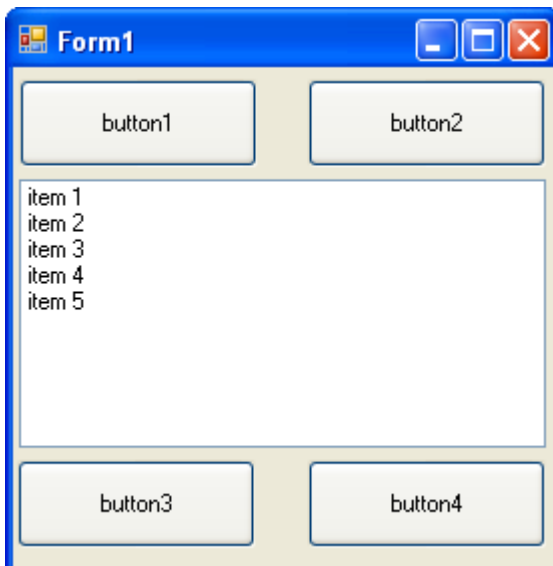 Form1
button1 button2
item 1
item 2
item 3
item 4
item 5
button3 button4